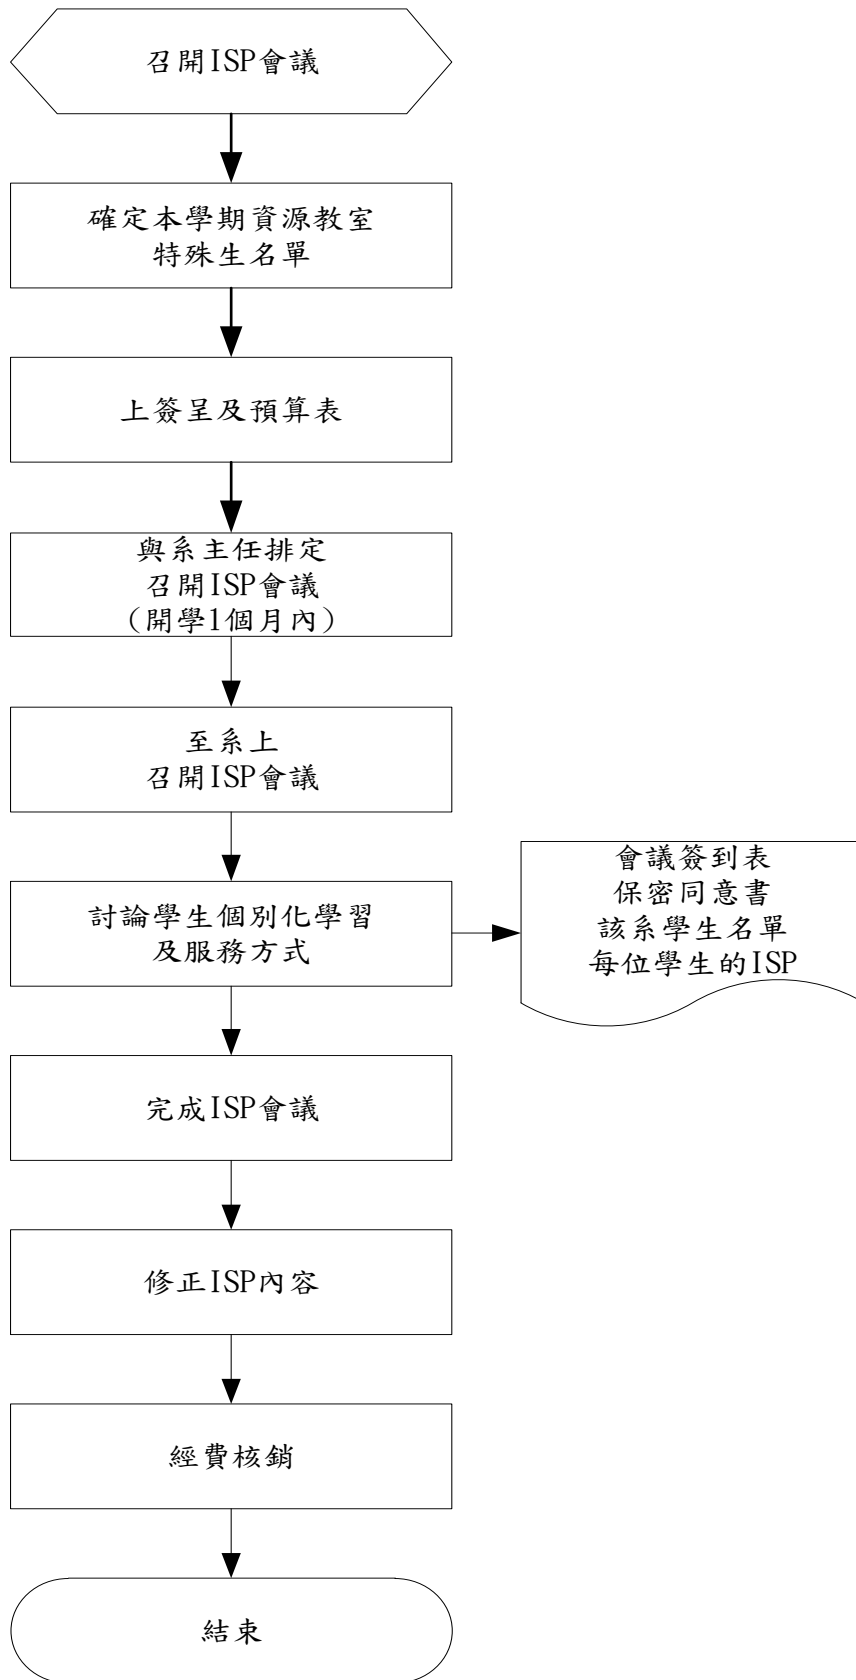 召開ISP會議
確定本學期資源教室
特殊生名單
上簽呈及預算表
與系主任排定
召開ISP會議
(開學1個月內)
至系上
召開ISP會議
討論學生個別化學習
及服務方式
會議簽到表
保密同意書
該系學生名單
每位學生的ISP
完成ISP會議
修正ISP內容
經費核銷
結束